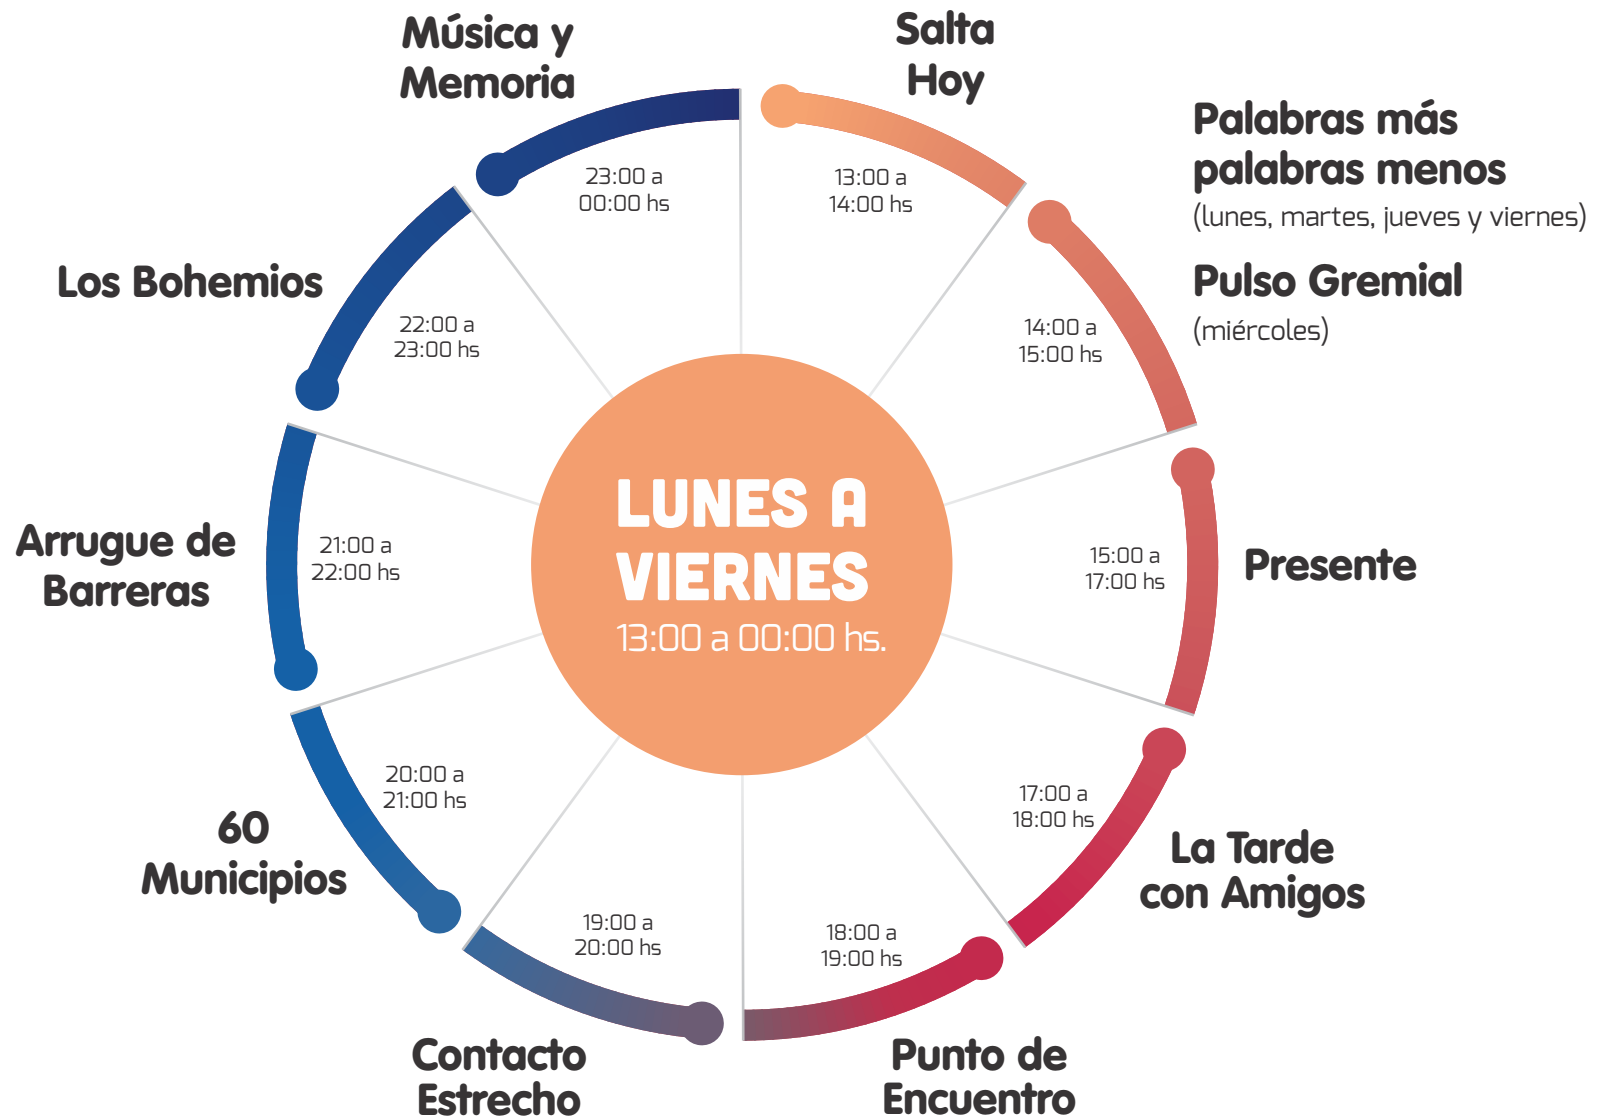 Salta
Hoy
13:00 a
14:00 hs
Palabras más
palabras menos
(lunes, martes, jueves y viernes)
Pulso Gremial
(miércoles)
14:00 a
15:00 hs
Presente
15:00 a
17:00 hs
La Tarde
con Amigos
17:00 a
18:00 hs
Punto de
Encuentro
18:00 a
19:00 hs
Contacto
Estrecho
19:00 a
20:00 hs
60
Municipios
20:00 a
21:00 hs
Arrugue de
Barreras
21:00 a
22:00 hs
Los Bohemios
22:00 a
23:00 hs
Música y
Memoria
23:00 a
00:00 hs
LUNES A
VIERNES
13:00 a 00:00 hs.